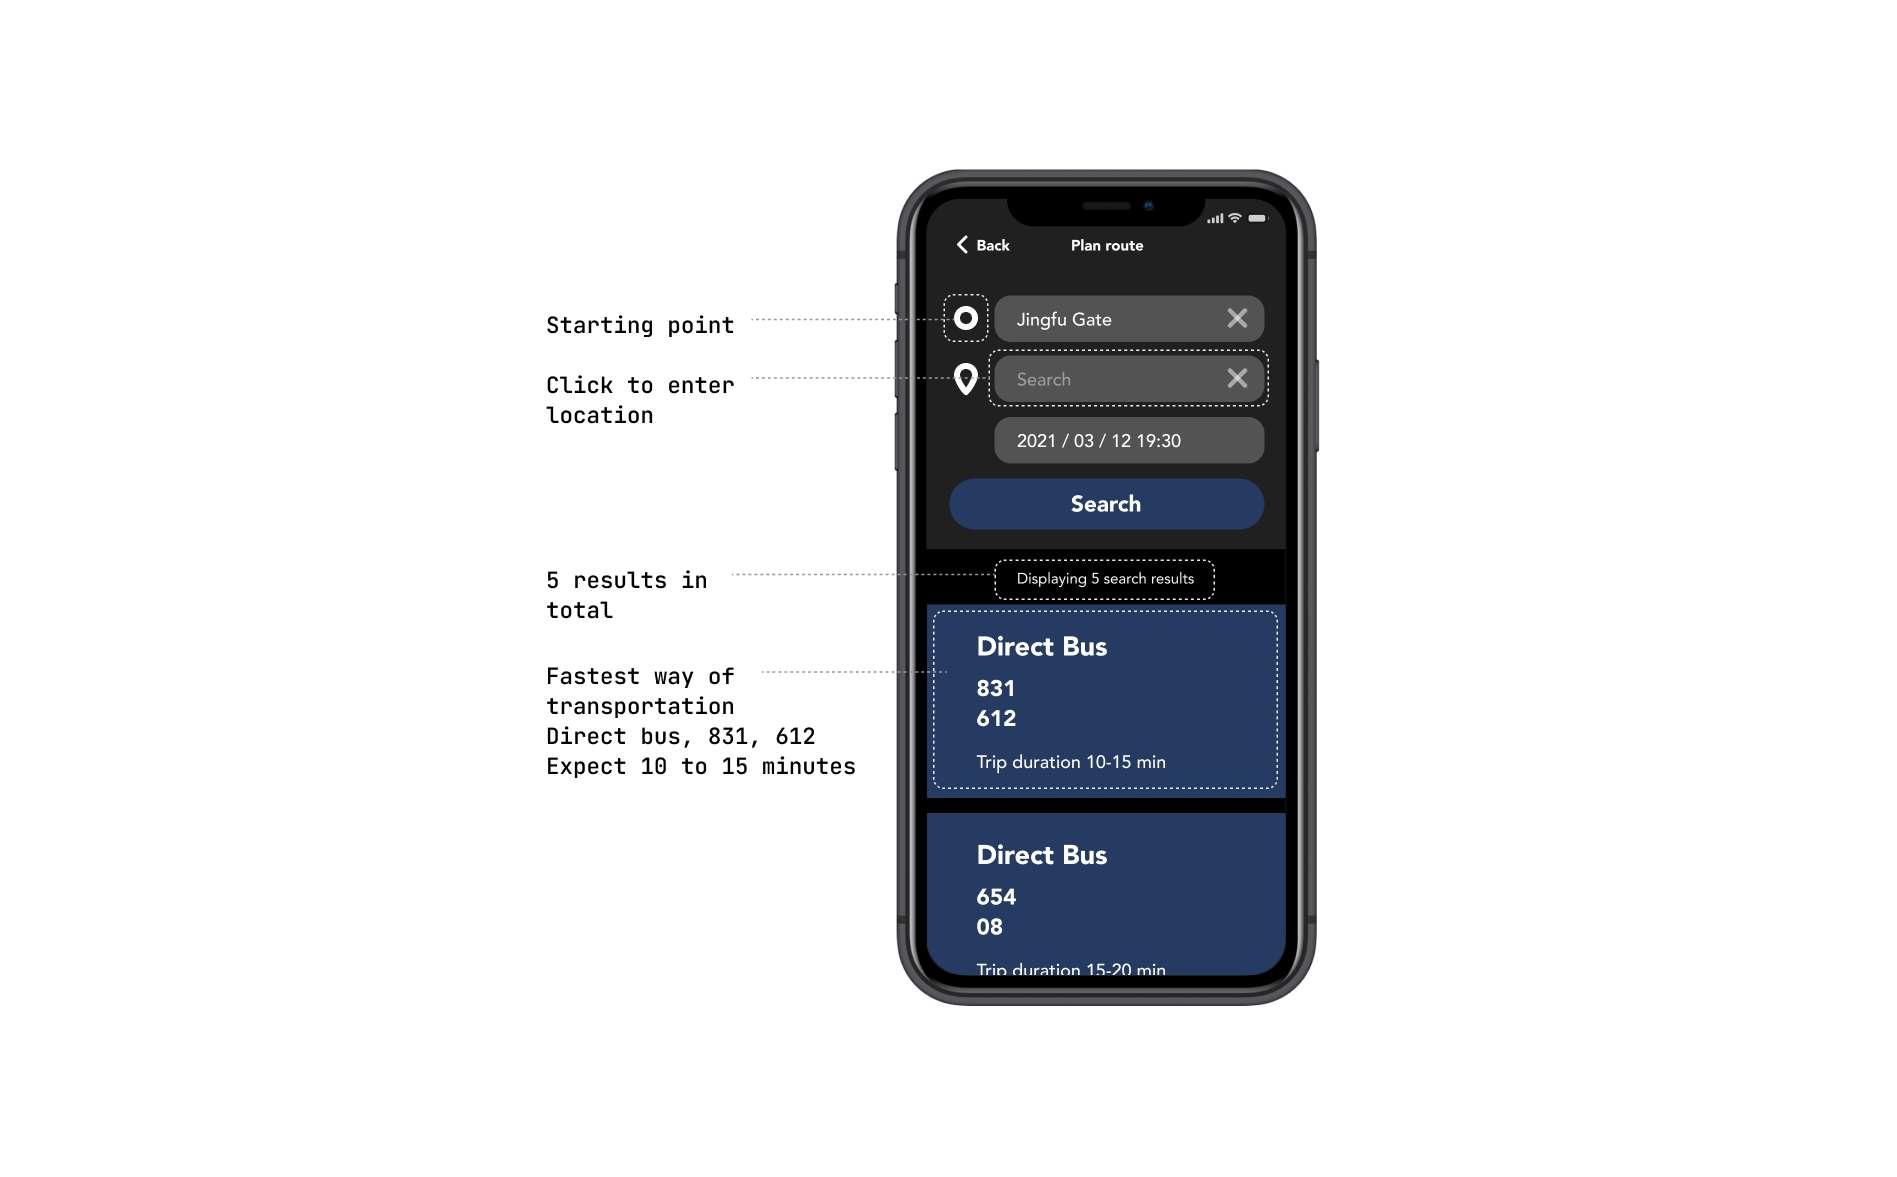 Back
Plan route
Starting point
Jingfu Gate
Click to enter
location
Search
2021 / 03 / 12 19:30
Search
5 results in
total
Displaying 5 search results
Fastest way of
transportation
Direct bus, 831, 612
Expect 10 to 15 minutes
Direct Bus
831
612
Trip duration 10-15 min
Direct Bus
654
08
Trip duration 15-20 min